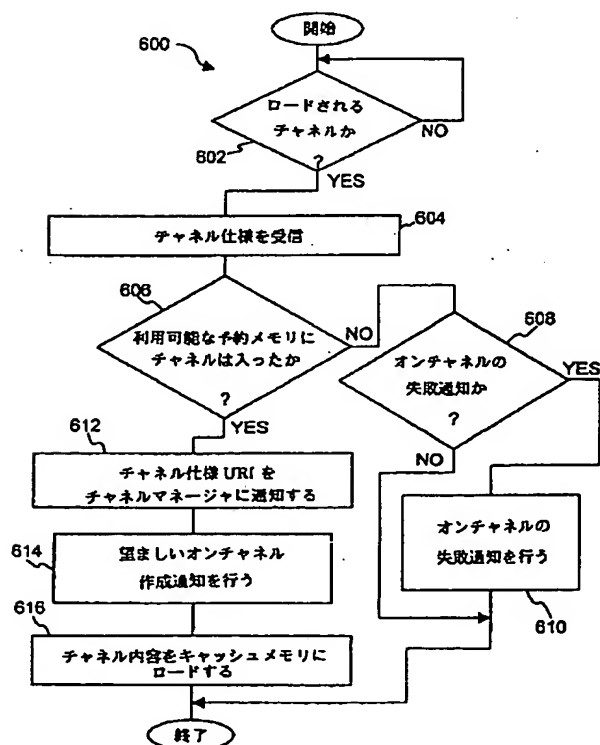 開始
600
ロードされる
チャネルか
?
602
NO
YES
チャネル仕様を受信
604
606
利用可能な予約メモリに
チャネルは入ったか
?
NO
YES
608
オンチャネルの
失敗通知か
?
YES
NO
612
チャネル仕様 URI を
チャネルマネージャに通知する
オンチャネルの
失敗通知を行う
610
614
望ましいオンチャネル
作成通知を行う
616
チャネル内容をキャッシュメモリに
ロードする
終了